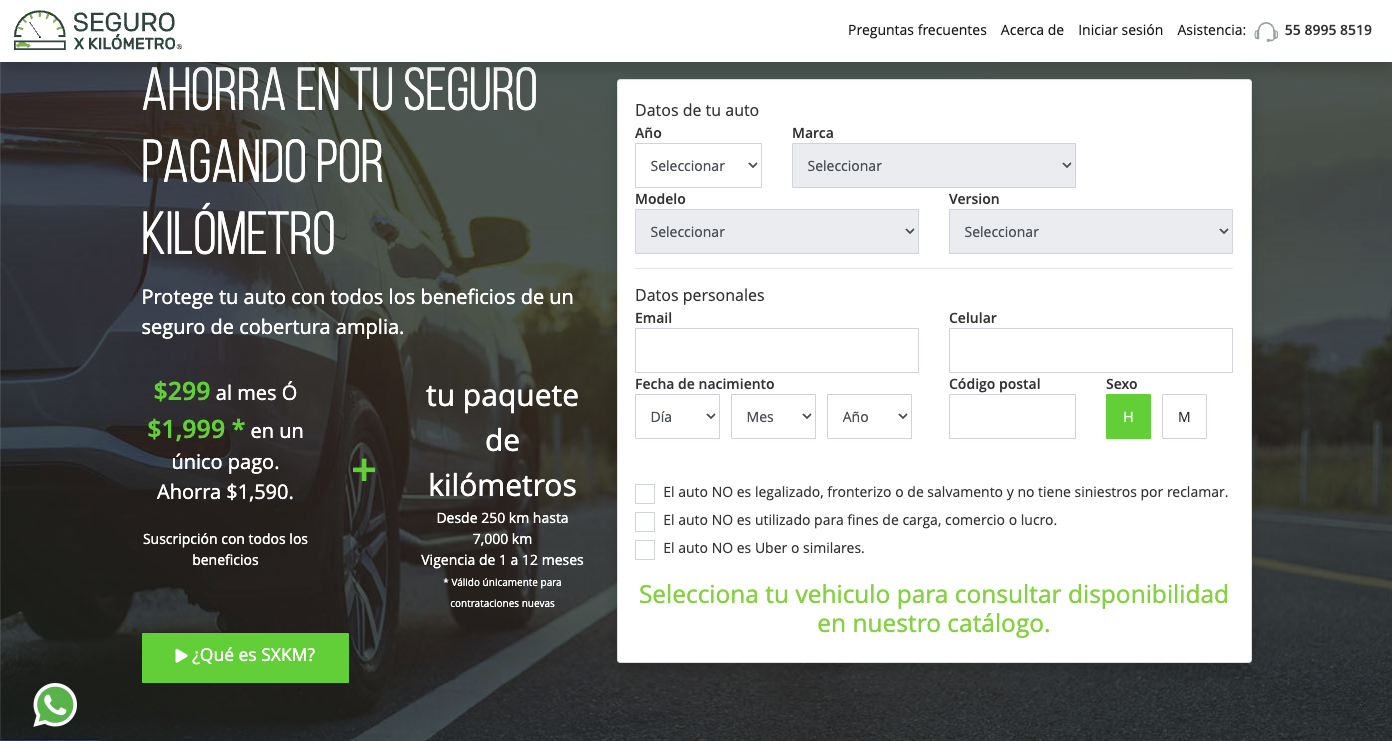 SEGURO
X KILÓMETRO®
Preguntas frecuentes Acerca de Iniciar sesión Asistencia: 55 8995 8519
AHORRA EN TU SEGURO
PAGANDO POR
KILÓMETRO
Protege tu auto con todos los beneficios de un
seguro de cobertura amplia.
$299 al mes Ó
$1,999 * en un
único pago.
Ahorra $1,590.
Suscripción con todos los
beneficios
+
tu paquete
de
kilómetros
Desde 250 km hasta
7,000 km
Vigencia de 1 a 12 meses
* Válido únicamente para
contrataciones nuevas
¿Qué es SXKM?
Datos de tu auto
Año Marca
Seleccionar Seleccionar
Modelo Version
Seleccionar Seleccionar
Datos personales
Email Celular
Fecha de nacimiento Código postal Sexo
Día Mes Año H M
El auto NO es legalizado, fronterizo o de salvamento y no tiene siniestros por reclamar.
El auto NO es utilizado para fines de carga, comercio o lucro.
El auto NO es Uber o similares.
Selecciona tu vehiculo para consultar disponibilidad
en nuestro catálogo.